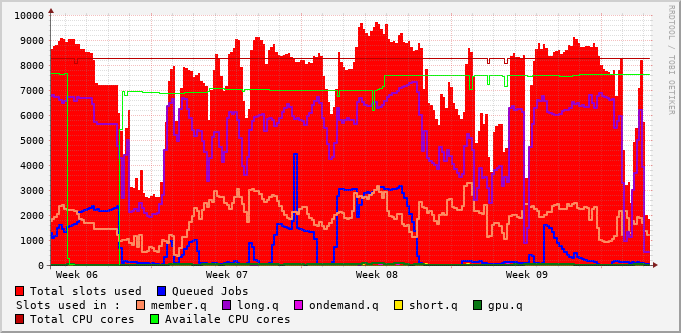 10000
9000
8000
7000
6000
5000
4000
3000
2000
1000
0
Week 06 Week 07 Week 08 Week 09
Total slots used Queued Jobs
Slots used in : member.q long.q ondemand.q short.q gpu.q
Total CPU cores Availale CPU cores
RRDTOOL / TOBI OETIKER